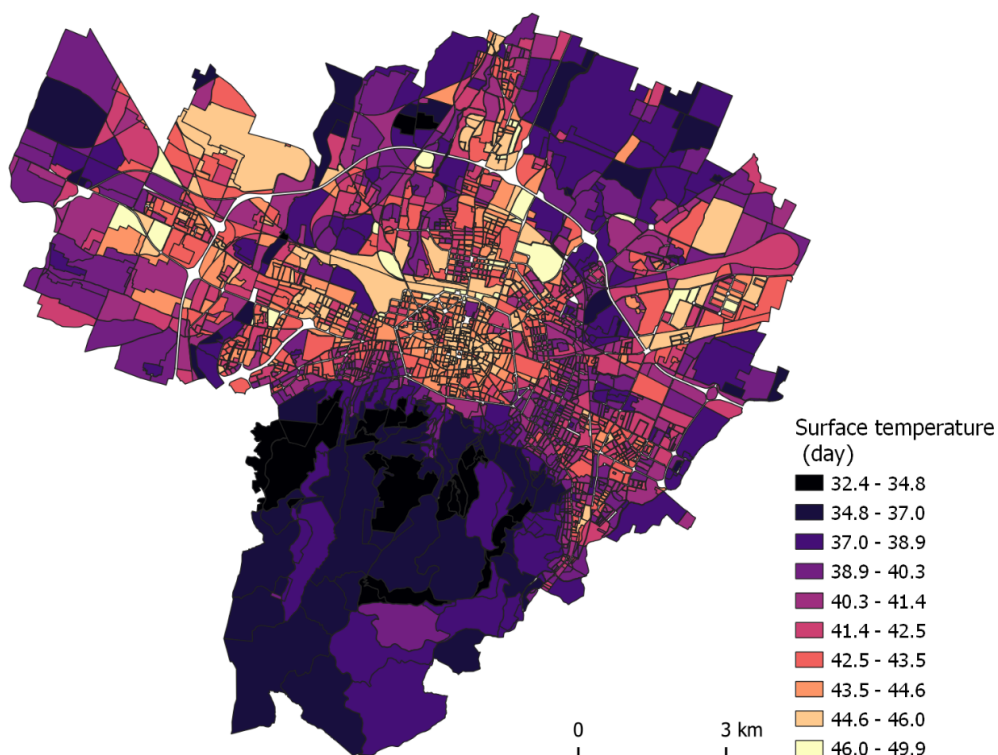 Surface temperature
(day)
32.4 - 34.8
34.8 - 37.0
37.0 - 38.9
38.9 - 40.3
40.3 - 41.4
41.4 - 42.5
42.5 - 43.5
43.5 - 44.6
44.6 - 46.0
46.0 - 49.9
0 3 km